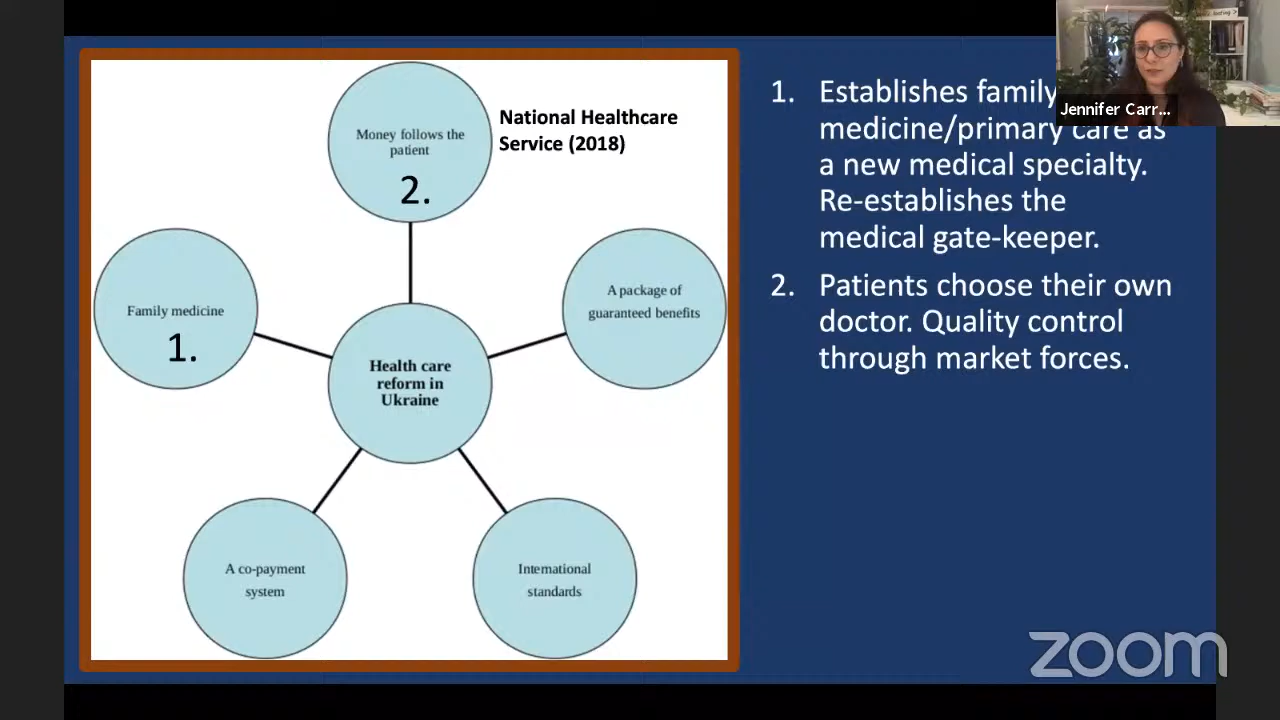 Money follows the
patient
2.
National Healthcare
Service (2018)
Family medicine
1.
A package of
guaranteed benefits
Health care
reform in
Ukraine
A co-payment
system
International
standards
1. Establishes family
medicine/primary care as
a new medical specialty.
Re-establishes the
medical gate-keeper.
2. Patients choose their own
doctor. Quality control
through market forces.
Jennifer Carr...
zoom